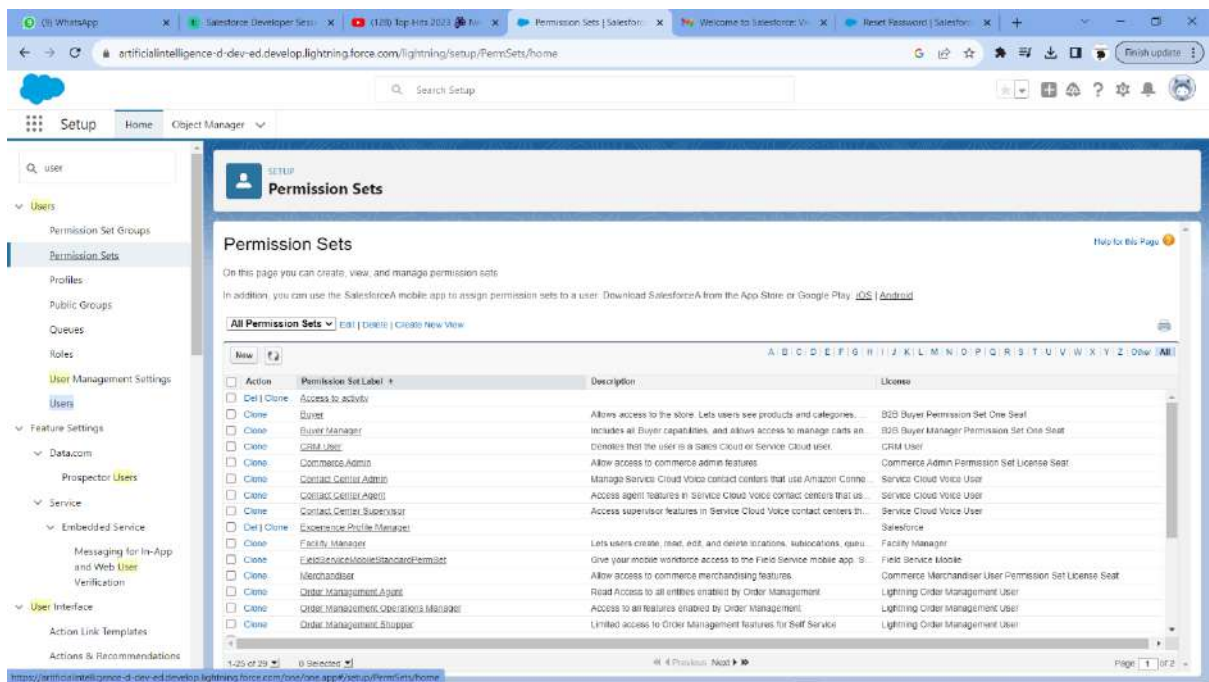 WhatsApp
Salesforce Developer
Top Hits 2023
Permission Sets | Salesforc
Welcome to Salesforce: V
Reset Password | Salesforc
artificialintelligence-d-dev-ed.develop.lightning.force.com/lightning/setup/PermSets/home
Finish update
Search Setup
Setup
Home
Object Manager
user
Users
Permission Set Groups
Permission Sets
Profiles
Public Groups
Queues
Roles
User Management Settings
Users
Feature Settings
Data.com
Prospector Users
Service
Embedded Service
Messaging for In-App
and Web User
Verification
User Interface
Action Link Templates
Actions & Recommendations
SETUP
Permission Sets
Permission Sets
Help for this Page
On this page you can create, view, and manage permission sets.
In addition, you can use the SalesforceA mobile app to assign permission sets to a user. Download SalesforceA from the App Store or Google Play: iOS | Android
All Permission Sets Edit | Delete | Create New View
New
A | B | C | D | E | F | G | H | I | J | K | L | M | N | O | P | Q | R | S | T | U | V | W | X | Y | Z | Other | All
Action Permission Set Label Description License
Del | Clone Access to activity
Clone Buyer Allows access to the store. Lets users see products and categories, ... B2B Buyer Permission Set One Seat
Clone Buyer Manager Includes all Buyer capabilities, and allows access to manage carts an... B2B Buyer Manager Permission Set One Seat
Clone CRM User Denotes that the user is a Sales Cloud or Service Cloud user. CRM User
Clone Commerce Admin Allow access to commerce admin features. Commerce Admin Permission Set License Seat
Clone Contact Center Admin Manage Service Cloud Voice contact centers that use Amazon Conne... Service Cloud Voice User
Clone Contact Center Agent Access agent features in Service Cloud Voice contact centers that us... Service Cloud Voice User
Clone Contact Center Supervisor Access supervisor features in Service Cloud Voice contact centers th... Service Cloud Voice User
Del | Clone Experience Profile Manager Salesforce
Clone Facility Manager Lets users create, read, edit, and delete locations, sublocations, queu... Facility Manager
Clone FieldServiceMobileStandardPermSet Give your mobile workforce access to the Field Service mobile app. S... Field Service Mobile
Clone Merchandiser Allow access to commerce merchandising features. Commerce Merchandiser User Permission Set License Seat
Clone Order Management Agent Read Access to all entities enabled by Order Management Lightning Order Management User
Clone Order Management Operations Manager Access to all features enabled by Order Management Lightning Order Management User
Clone Order Management Shopper Limited access to Order Management features for Self Service Lightning Order Management User
1-25 of 29 0 Selected Previous Next Page 1 of 2
https://artificialintelligence-d-dev-ed.develop.lightning.force.com/one/one.app#/setup/PermSets/home